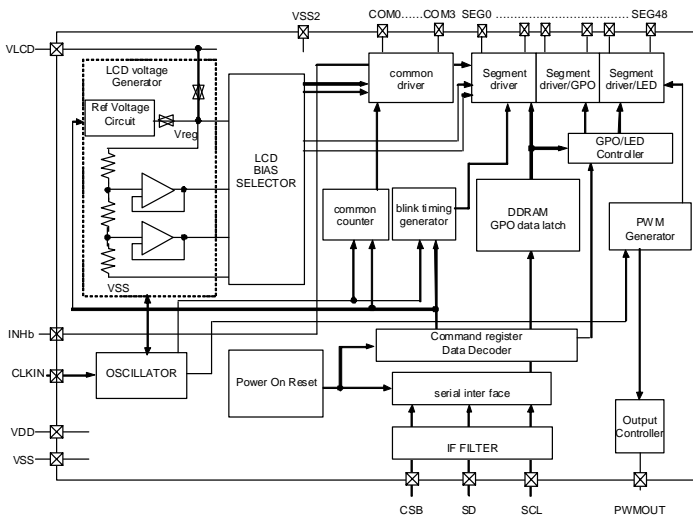 VSS2
COM0......COM3
SEG0 ........................ SEG48
VLCD
LCD voltage
Generator
Ref Voltage
Circuit
Vreg
VSS
LCD
BIAS
SELECTOR
common
driver
Segment
driver
Segment
driver/GPO
Segment
driver/LED
GPO/LED
Controller
common
counter
blink timing
generator
DDRAM
GPO data latch
PWM
Generator
INHb
Command register
Data Decoder
CLKIN
OSCILLATOR
Power On Reset
serial inter face
Output
Controller
VDD
VSS
IF FILTER
CSB
SD
SCL
PWMOUT